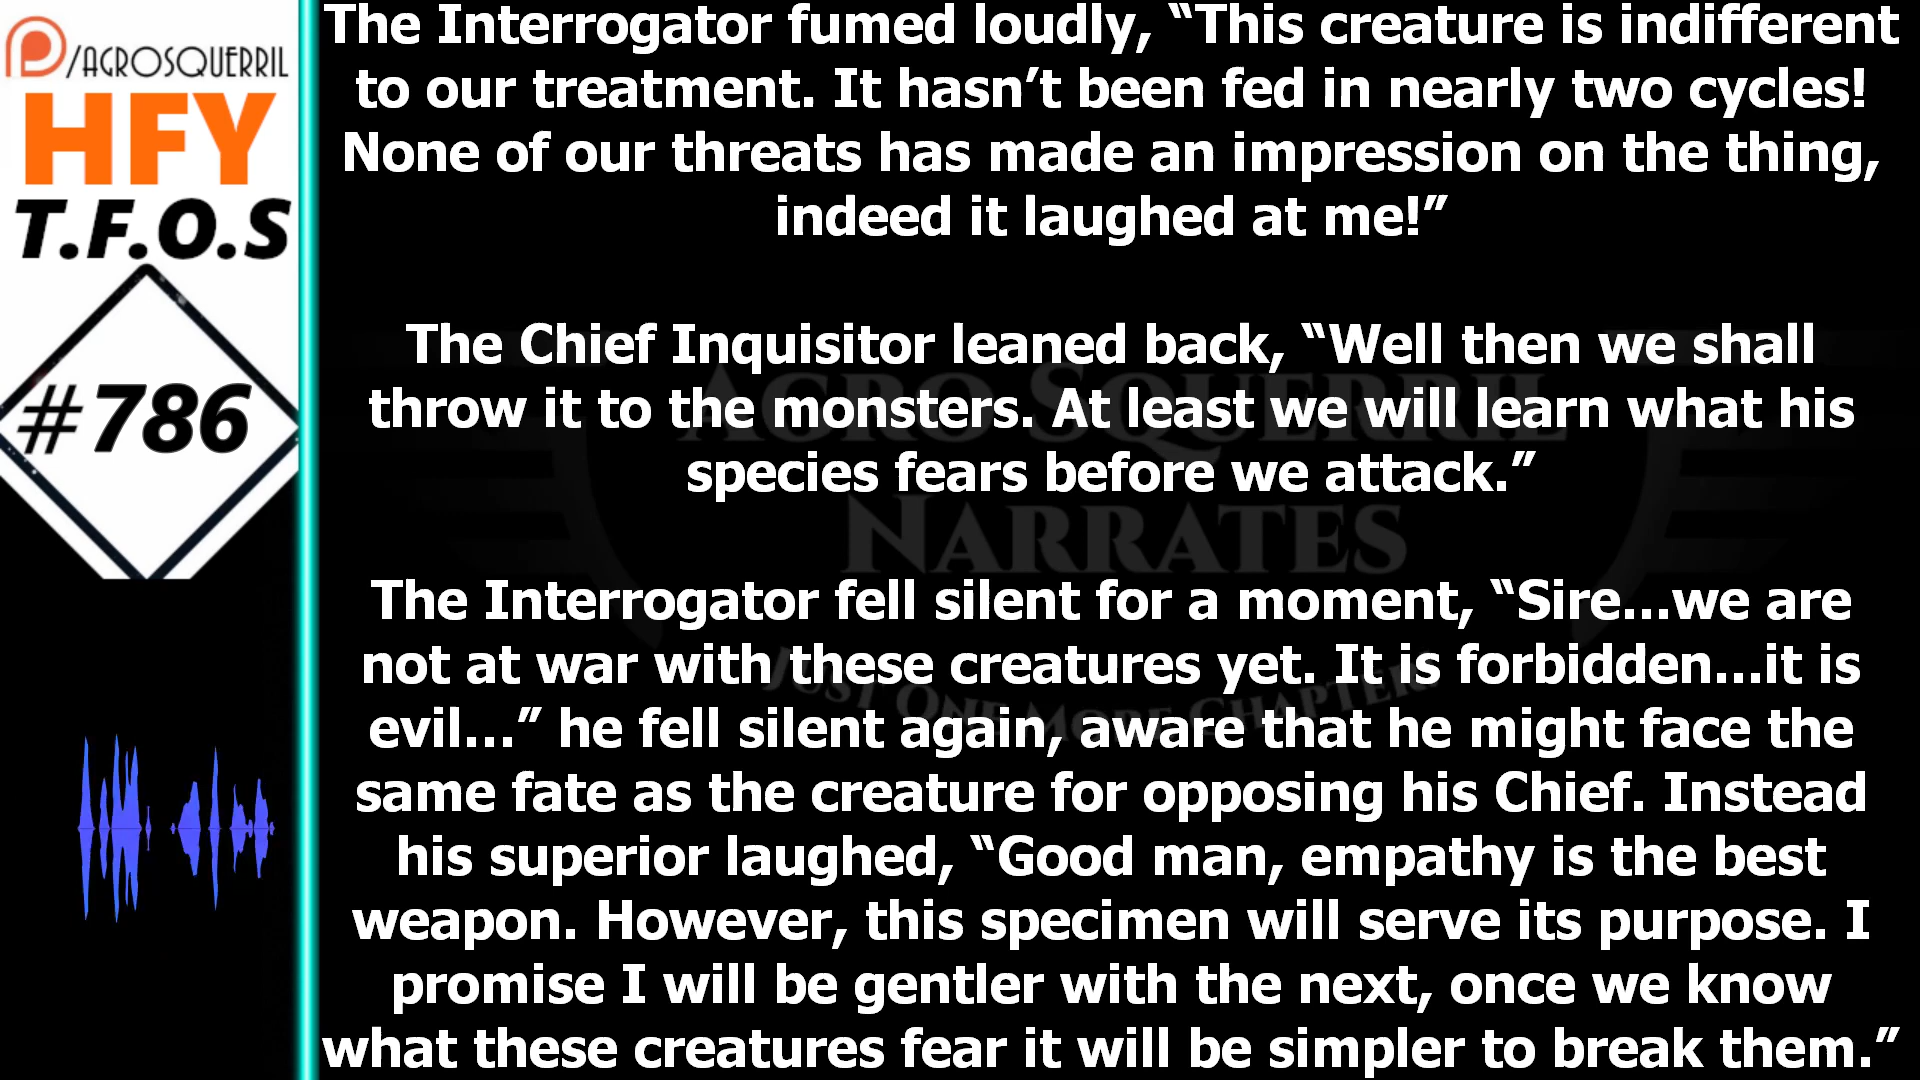 /AGROSQUERRIL
HFY
T.F.O.S
#786
The Interrogator fumed loudly, “This creature is indifferent
to our treatment. It hasn’t been fed in nearly two cycles!
None of our threats has made an impression on the thing,
indeed it laughed at me!”
The Chief Inquisitor leaned back, “Well then we shall
throw it to the monsters. At least we will learn what his
species fears before we attack.”
The Interrogator fell silent for a moment, “Sire...we are
not at war with these creatures yet. It is forbidden...it is
evil...” he fell silent again, aware that he might face the
same fate as the creature for opposing his Chief. Instead
his superior laughed, “Good man, empathy is the best
weapon. However, this specimen will serve its purpose. I
promise I will be gentler with the next, once we know
what these creatures fear it will be simpler to break them.”
AGRO SQUERRIL
NARRATES
JUST ONE MORE CHAPTER!